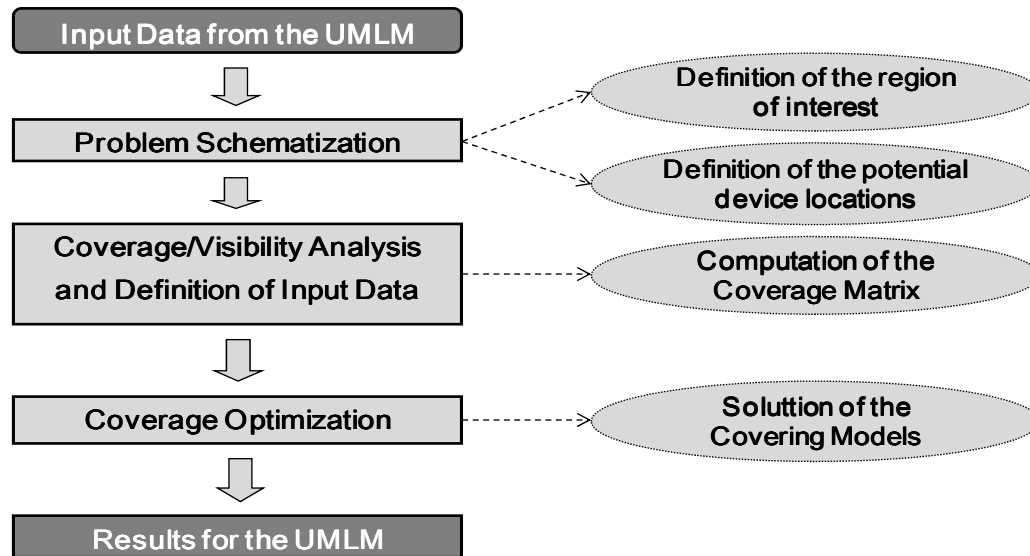 Input Data from the UMLM
Problem Schematization
Definition of the region
of interest
Definition of the potential
device locations
Coverage/Visibility Analysis
and Definition of Input Data
Computation of the
Coverage Matrix
Coverage Optimization
Soluttion of the
Covering Models
Results for the UMLM